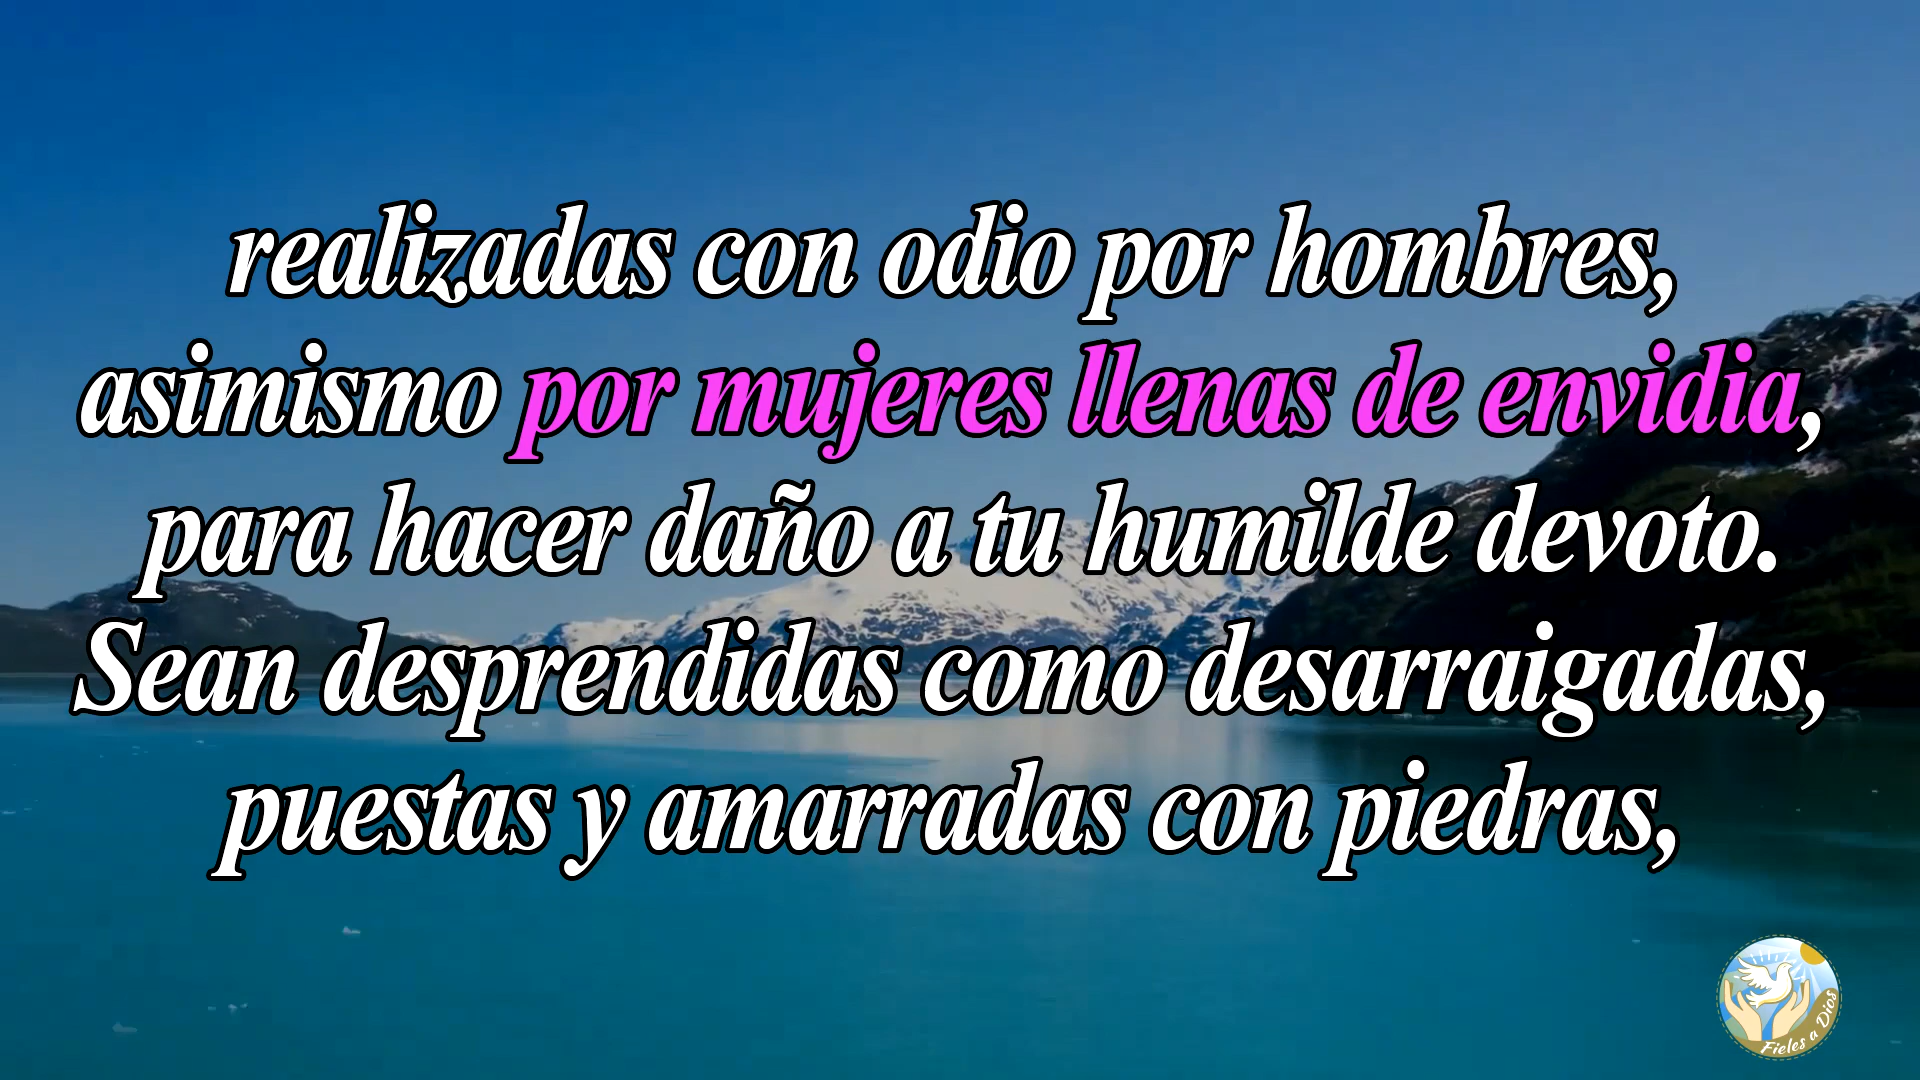 realizadas con odio por hombres,
asimismo por mujeres llenas de envidia,
para hacer daño a tu humilde devoto.
Sean desprendidas como desarraigadas,
puestas y amarradas con piedras,
Fieles a Dios